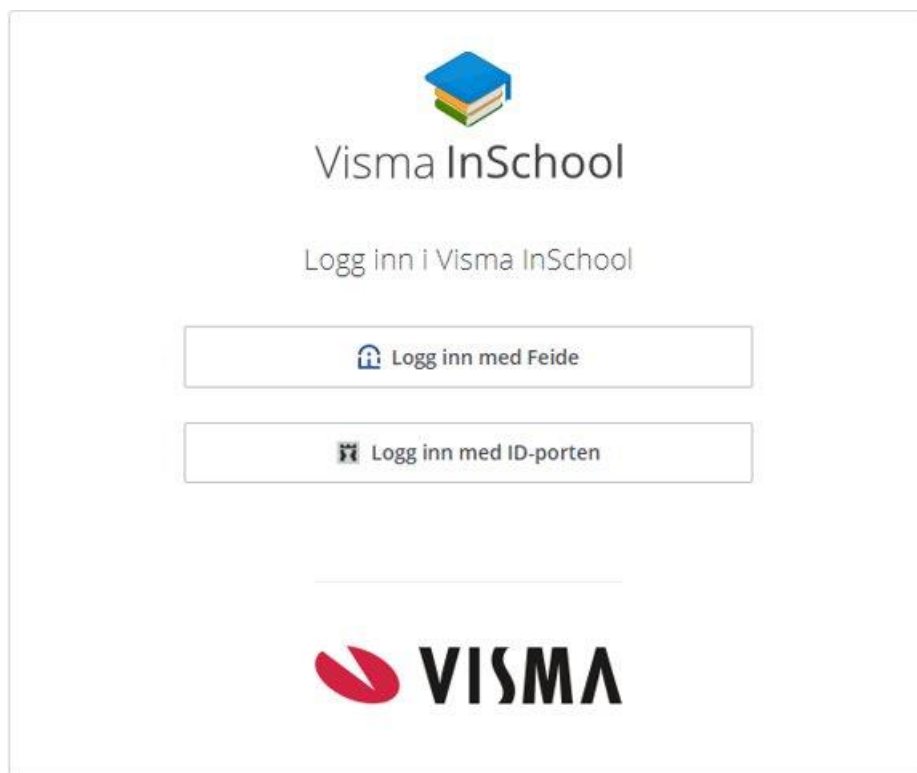 Visma InSchool
Logg inn i Visma InSchool
Logg inn med Feide
Logg inn med ID-porten
VISMA